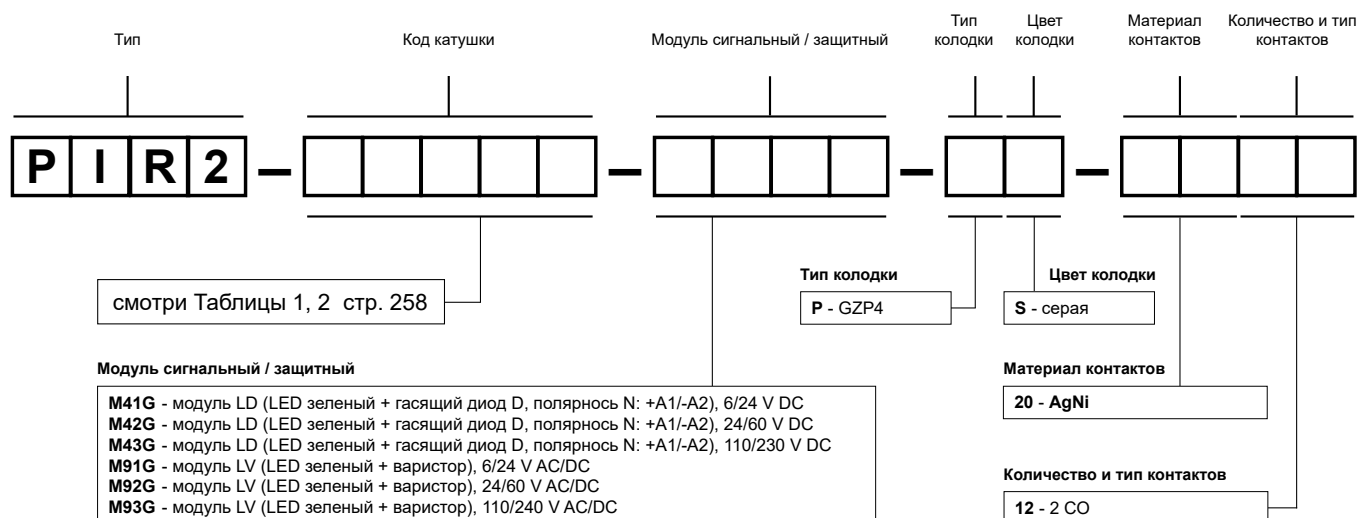 Тип
Код катушки
Модуль сигнальный / защитный
Тип
колодки
Цвет
колодки
Материал
контактов
Количество и тип
контактов
P I R 2 – – – –
смотри Таблицы 1, 2 стр. 258
Тип колодки
P - GZP4
Цвет колодки
S - серая
Модуль сигнальный / защитный
M41G - модуль LD (LED зеленый + гасящий диод D, полярнось N: +A1/-A2), 6/24 V DC
M42G - модуль LD (LED зеленый + гасящий диод D, полярнось N: +A1/-A2), 24/60 V DC
M43G - модуль LD (LED зеленый + гасящий диод D, полярнось N: +A1/-A2), 110/230 V DC
M91G - модуль LV (LED зеленый + варистор), 6/24 V AC/DC
M92G - модуль LV (LED зеленый + варистор), 24/60 V AC/DC
M93G - модуль LV (LED зеленый + варистор), 110/240 V AC/DC
Материал контактов
20 - AgNi
Количество и тип контактов
12 - 2 CO